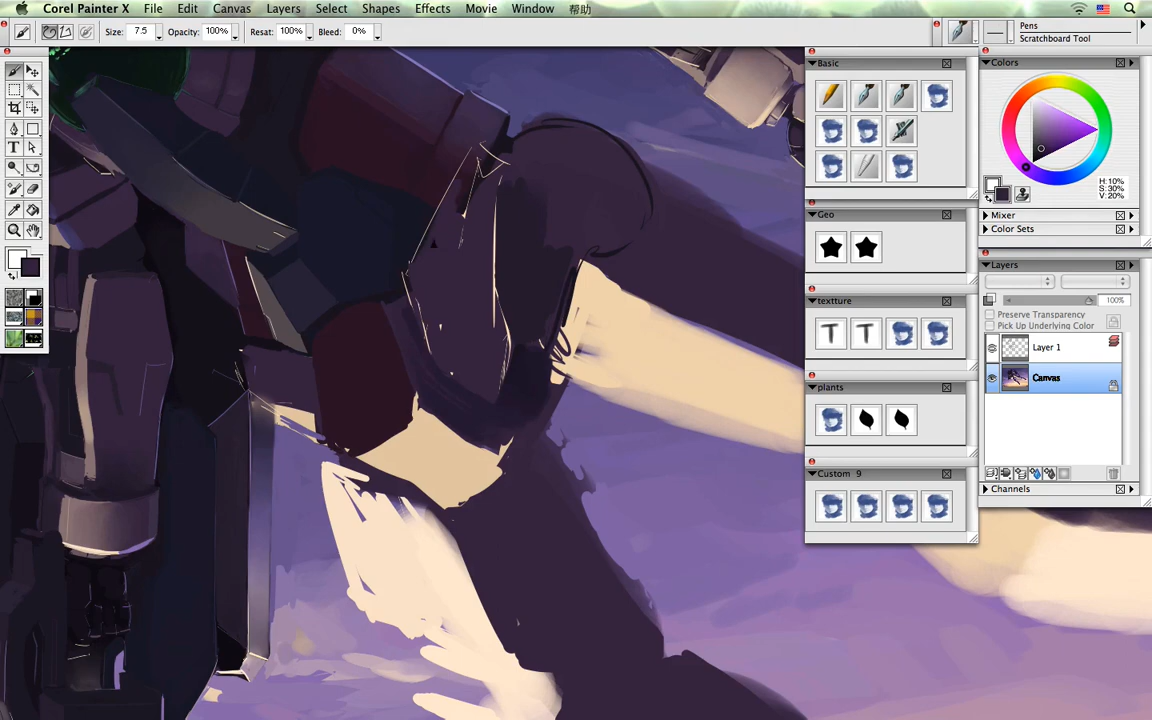 Corel Painter X File Edit Canvas Layers Select Shapes Effects Movie Window 帮助
Size: 7.5 Opacity: 100% Resat: 100% Bleed: 0%
Pens
Scratchboard Tool
Basic
Geo
textture
plants
Custom 9
Colors
H:10%
S:30%
V:20%
Mixer
Color Sets
Layers
100%
Preserve Transparency
Pick Up Underlying Color
Layer 1
Canvas
Channels